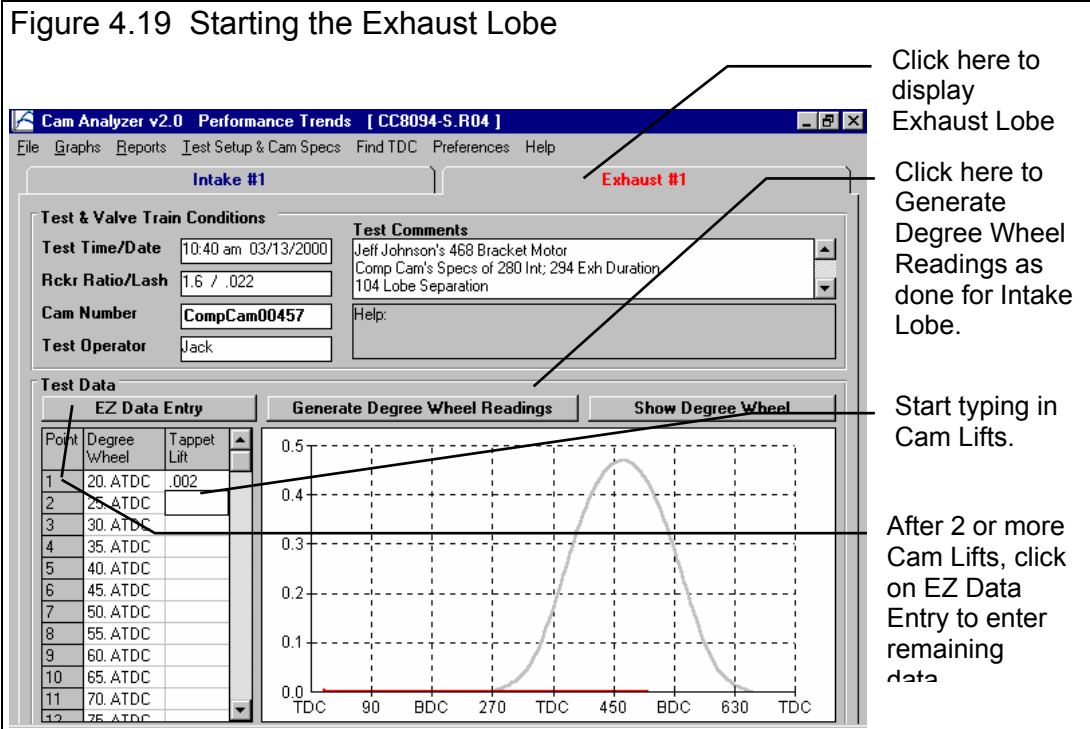 Figure 4.19 Starting the Exhaust Lobe
Click here to
display
Exhaust Lobe
Click here to
Generate
Degree Wheel
Readings as
done for Intake
Lobe.
Start typing in
Cam Lifts.
After 2 or more
Cam Lifts, click
on EZ Data
Entry to enter
remaining
data
Cam Analyzer v2.0 Performance Trends [ CC8094-S.R04 ]
File Graphs Reports Test Setup & Cam Specs Find TDC Preferences Help
Intake #1 Exhaust #1
Test & Valve Train Conditions
Test Time/Date 10:40 am 03/13/2000
Rckr Ratio/Lash 1.6 / .022
Cam Number CompCam00457
Test Operator Jack
Test Comments
Jeff Johnson's 468 Bracket Motor
Comp Cam's Specs of 280 Int; 294 Exh Duration
104 Lobe Separation
Help:
Test Data
EZ Data Entry Generate Degree Wheel Readings Show Degree Wheel
Point Degree Wheel Tappet Lift
1 20. ATDC .002
2 25. ATDC
3 30. ATDC
4 35. ATDC
5 40. ATDC
6 45. ATDC
7 50. ATDC
8 55. ATDC
9 60. ATDC
10 65. ATDC
11 70. ATDC
12 75. ATDC
0.5
0.4
0.3
0.2
0.1
0.0
TDC 90 BDC 270 TDC 450 BDC 630 TDC